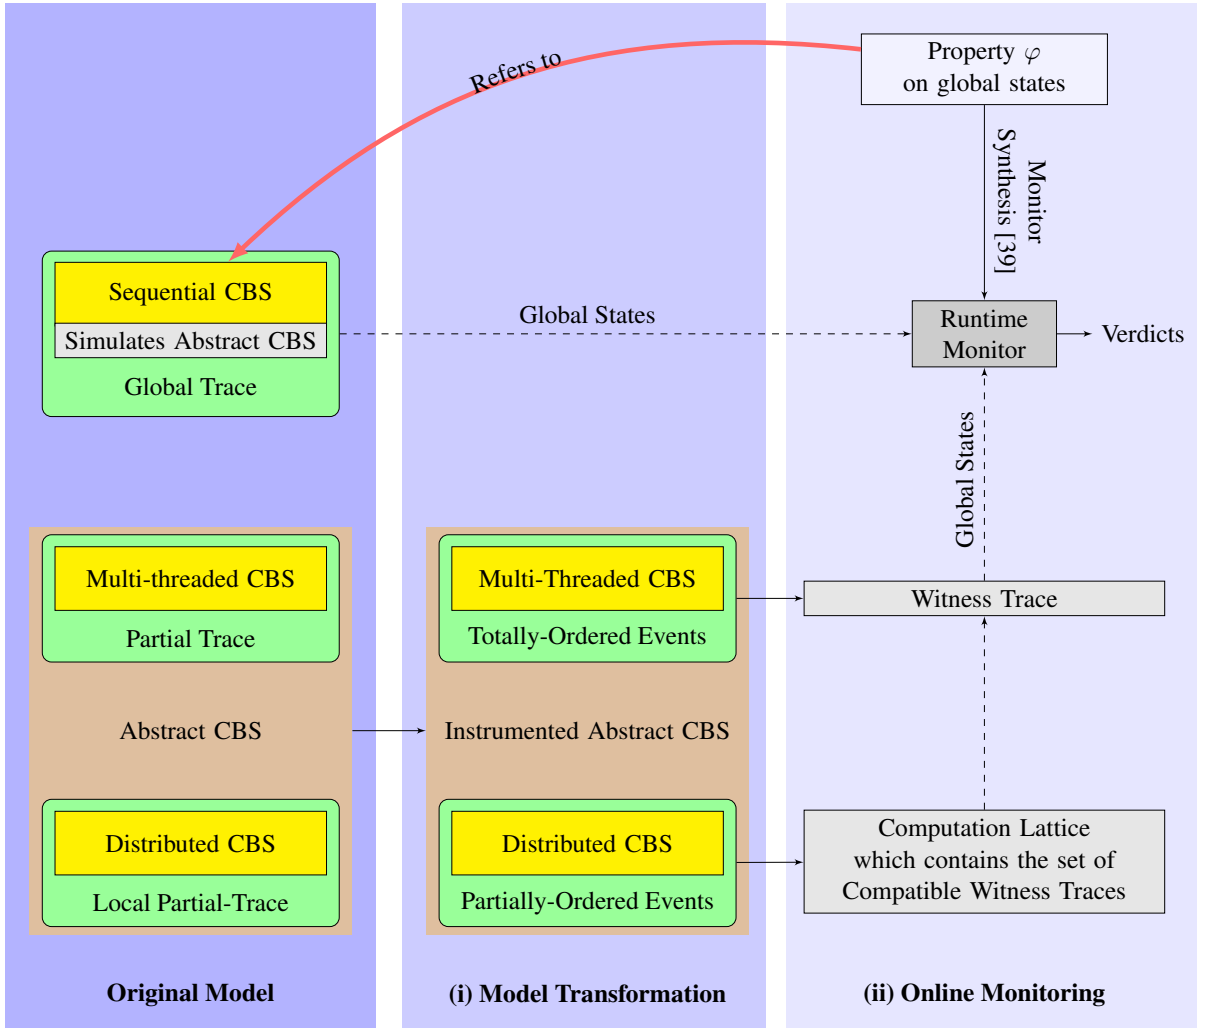 Property φ
on global states
Refers to
Monitor
Synthesis [39]
Sequential CBS
Simulates Abstract CBS
Global Trace
Global States
Runtime
Monitor
Verdicts
Global States
Multi-threaded CBS
Partial Trace
Multi-Threaded CBS
Totally-Ordered Events
Witness Trace
Abstract CBS
Instrumented Abstract CBS
Distributed CBS
Local Partial-Trace
Distributed CBS
Partially-Ordered Events
Computation Lattice
which contains the set of
Compatible Witness Traces
Original Model
(i) Model Transformation
(ii) Online Monitoring